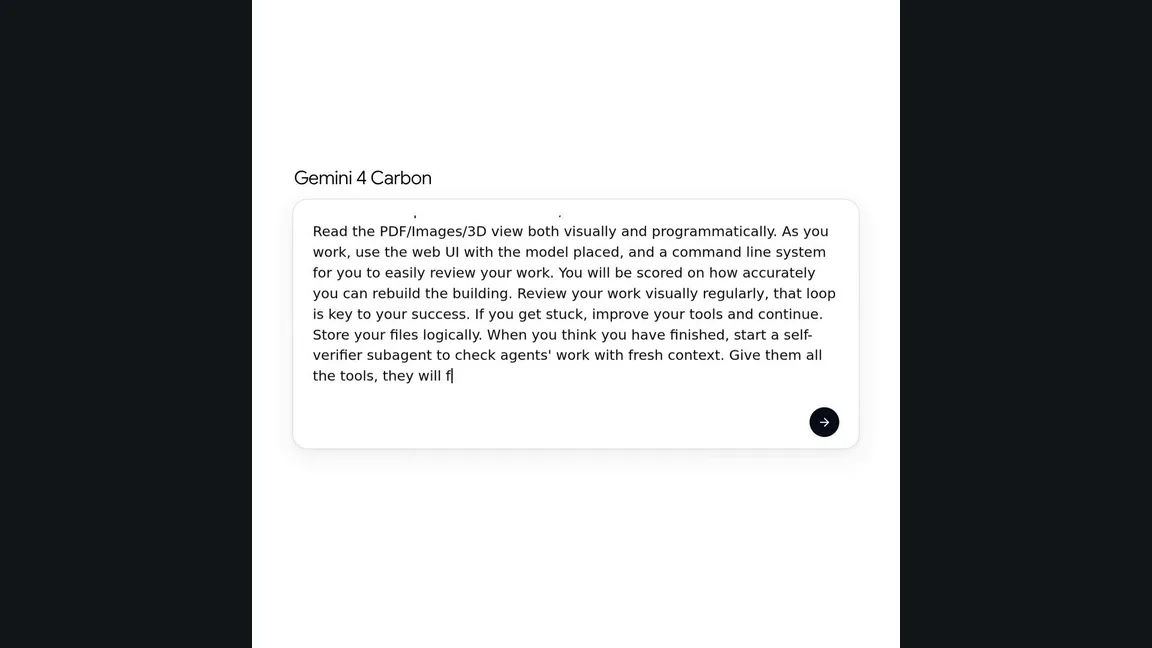 Gemini 4 Carbon
Read the PDF/Images/3D view both visually and programmatically. As you
work, use the web UI with the model placed, and a command line system
for you to easily review your work. You will be scored on how accurately
you can rebuild the building. Review your work visually regularly, that loop
is key to your success. If you get stuck, improve your tools and continue.
Store your files logically. When you think you have finished, start a self-
verifier subagent to check agents' work with fresh context. Give them all
the tools, they will f